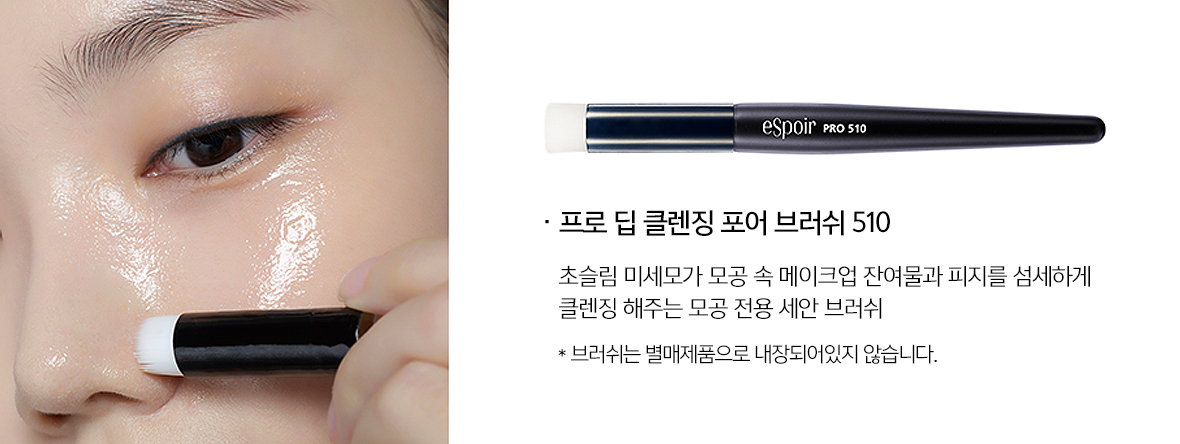 eSpoir PRO 510
· 프로 딥 클렌징 포어 브러쉬 510
초슬림 미세모가 모공 속 메이크업 잔여물과 피지를 섬세하게
클렌징 해주는 모공 전용 세안 브러쉬
* 브러쉬는 별매제품으로 내장되어있지 않습니다.